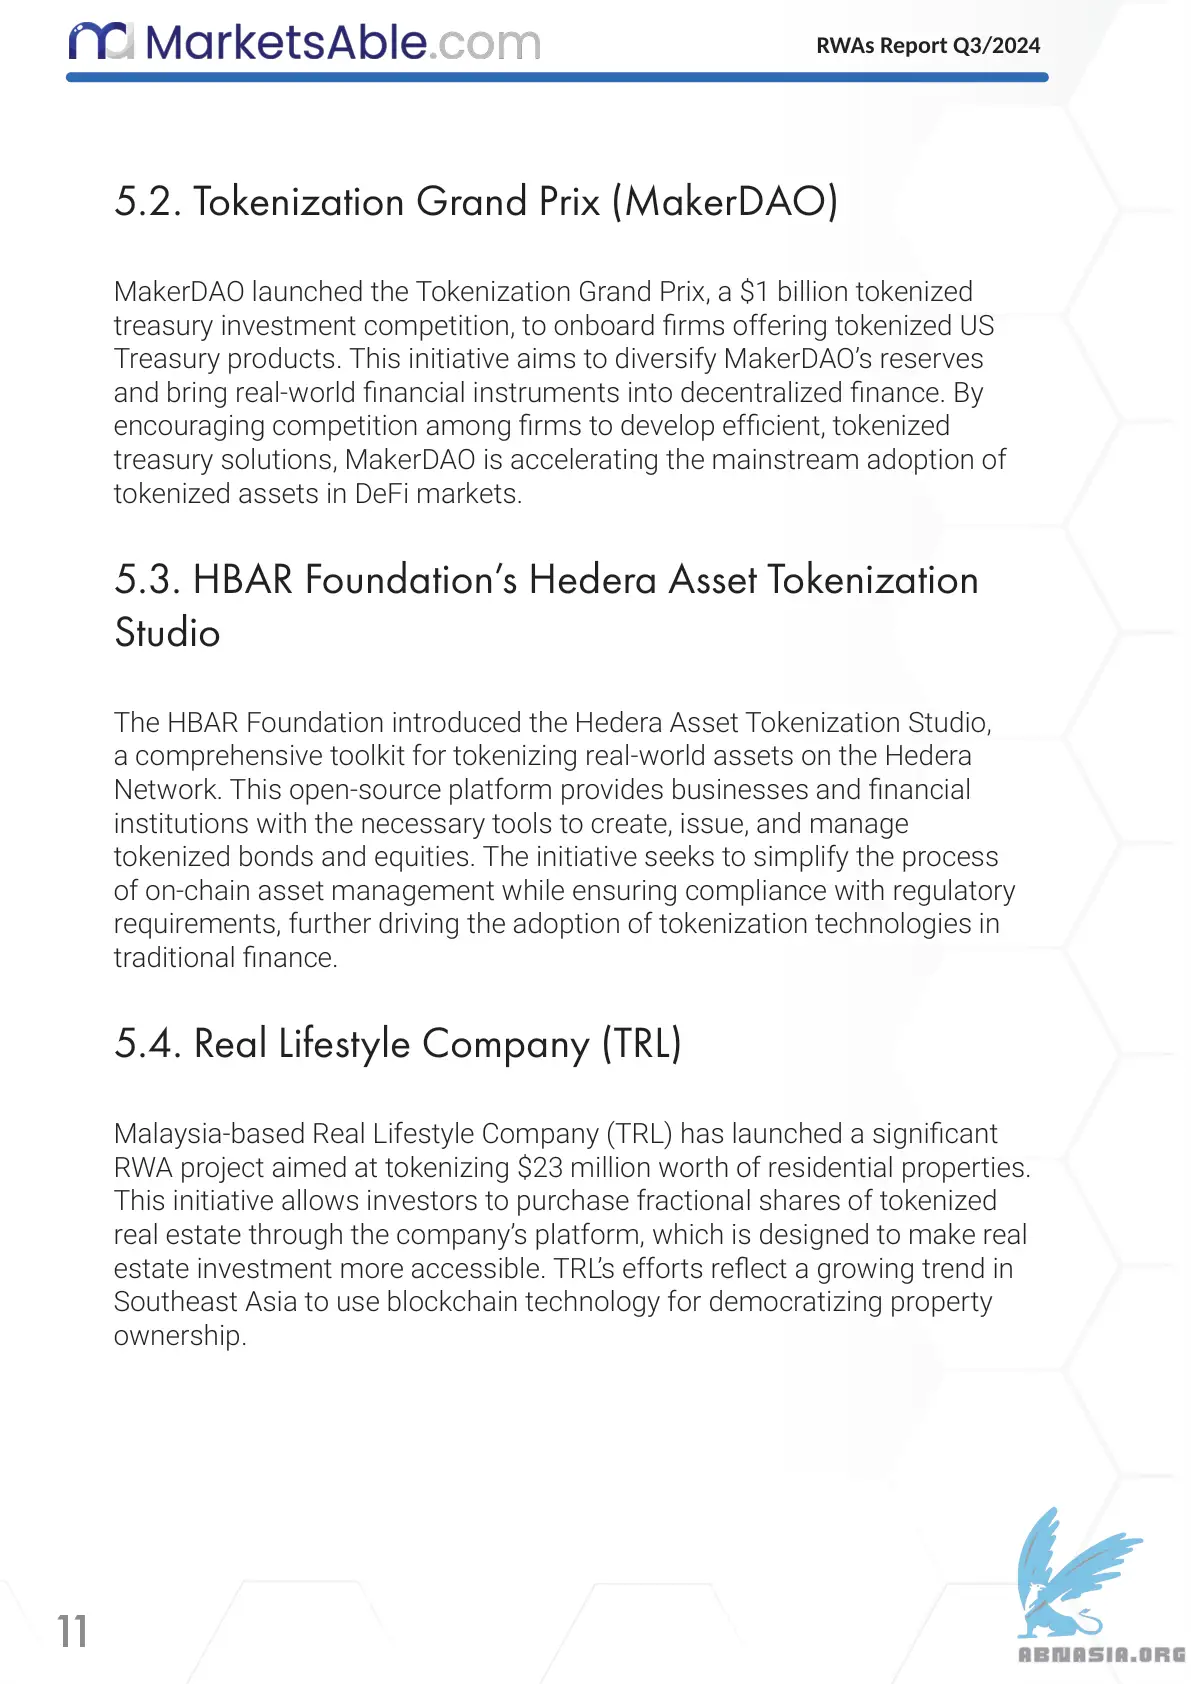 MarketsAble.com
RWAs Report Q3/2024
5.2. Tokenization Grand Prix (MakerDAO)
MakerDAO launched the Tokenization Grand Prix, a $1 billion tokenized
treasury investment competition, to onboard firms offering tokenized US
Treasury products. This initiative aims to diversify MakerDAO’s reserves
and bring real-world financial instruments into decentralized finance. By
encouraging competition among firms to develop efficient, tokenized
treasury solutions, MakerDAO is accelerating the mainstream adoption of
tokenized assets in DeFi markets.
5.3. HBAR Foundation’s Hedera Asset Tokenization
Studio
The HBAR Foundation introduced the Hedera Asset Tokenization Studio,
a comprehensive toolkit for tokenizing real-world assets on the Hedera
Network. This open-source platform provides businesses and financial
institutions with the necessary tools to create, issue, and manage
tokenized bonds and equities. The initiative seeks to simplify the process
of on-chain asset management while ensuring compliance with regulatory
requirements, further driving the adoption of tokenization technologies in
traditional finance.
5.4. Real Lifestyle Company (TRL)
Malaysia-based Real Lifestyle Company (TRL) has launched a significant
RWA project aimed at tokenizing $23 million worth of residential properties.
This initiative allows investors to purchase fractional shares of tokenized
real estate through the company’s platform, which is designed to make real
estate investment more accessible. TRL’s efforts reflect a growing trend in
Southeast Asia to use blockchain technology for democratizing property
ownership.
11
ABNASIA.ORG